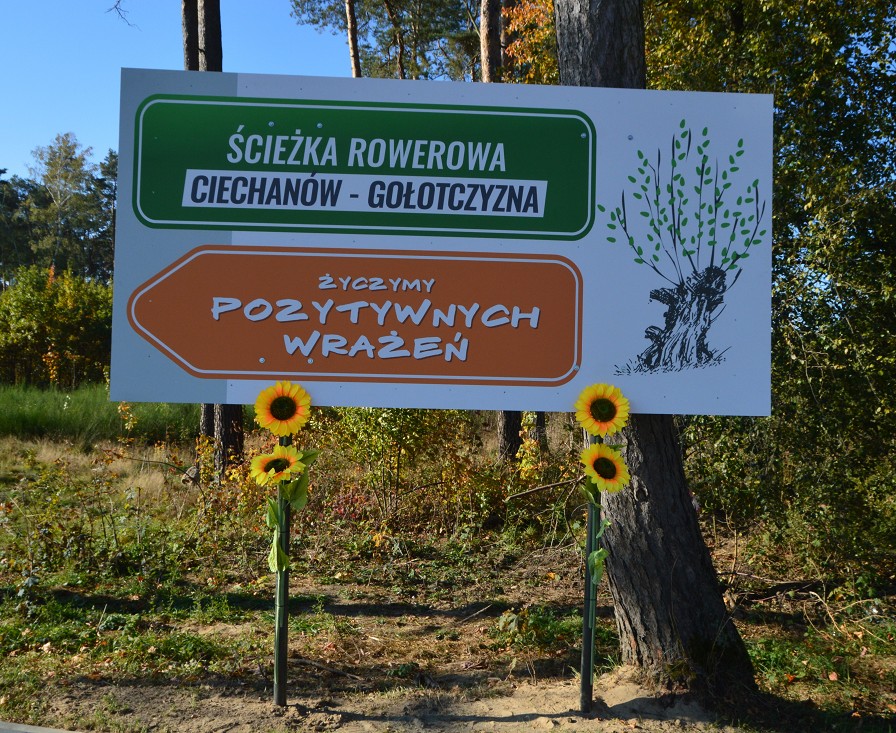 ŚCIEŻKA ROWEROWA
CIECHANÓW - GOŁOTCZYZNA
ŻYCZYMY
POZYTYWNYCH
WRAŻEŃ